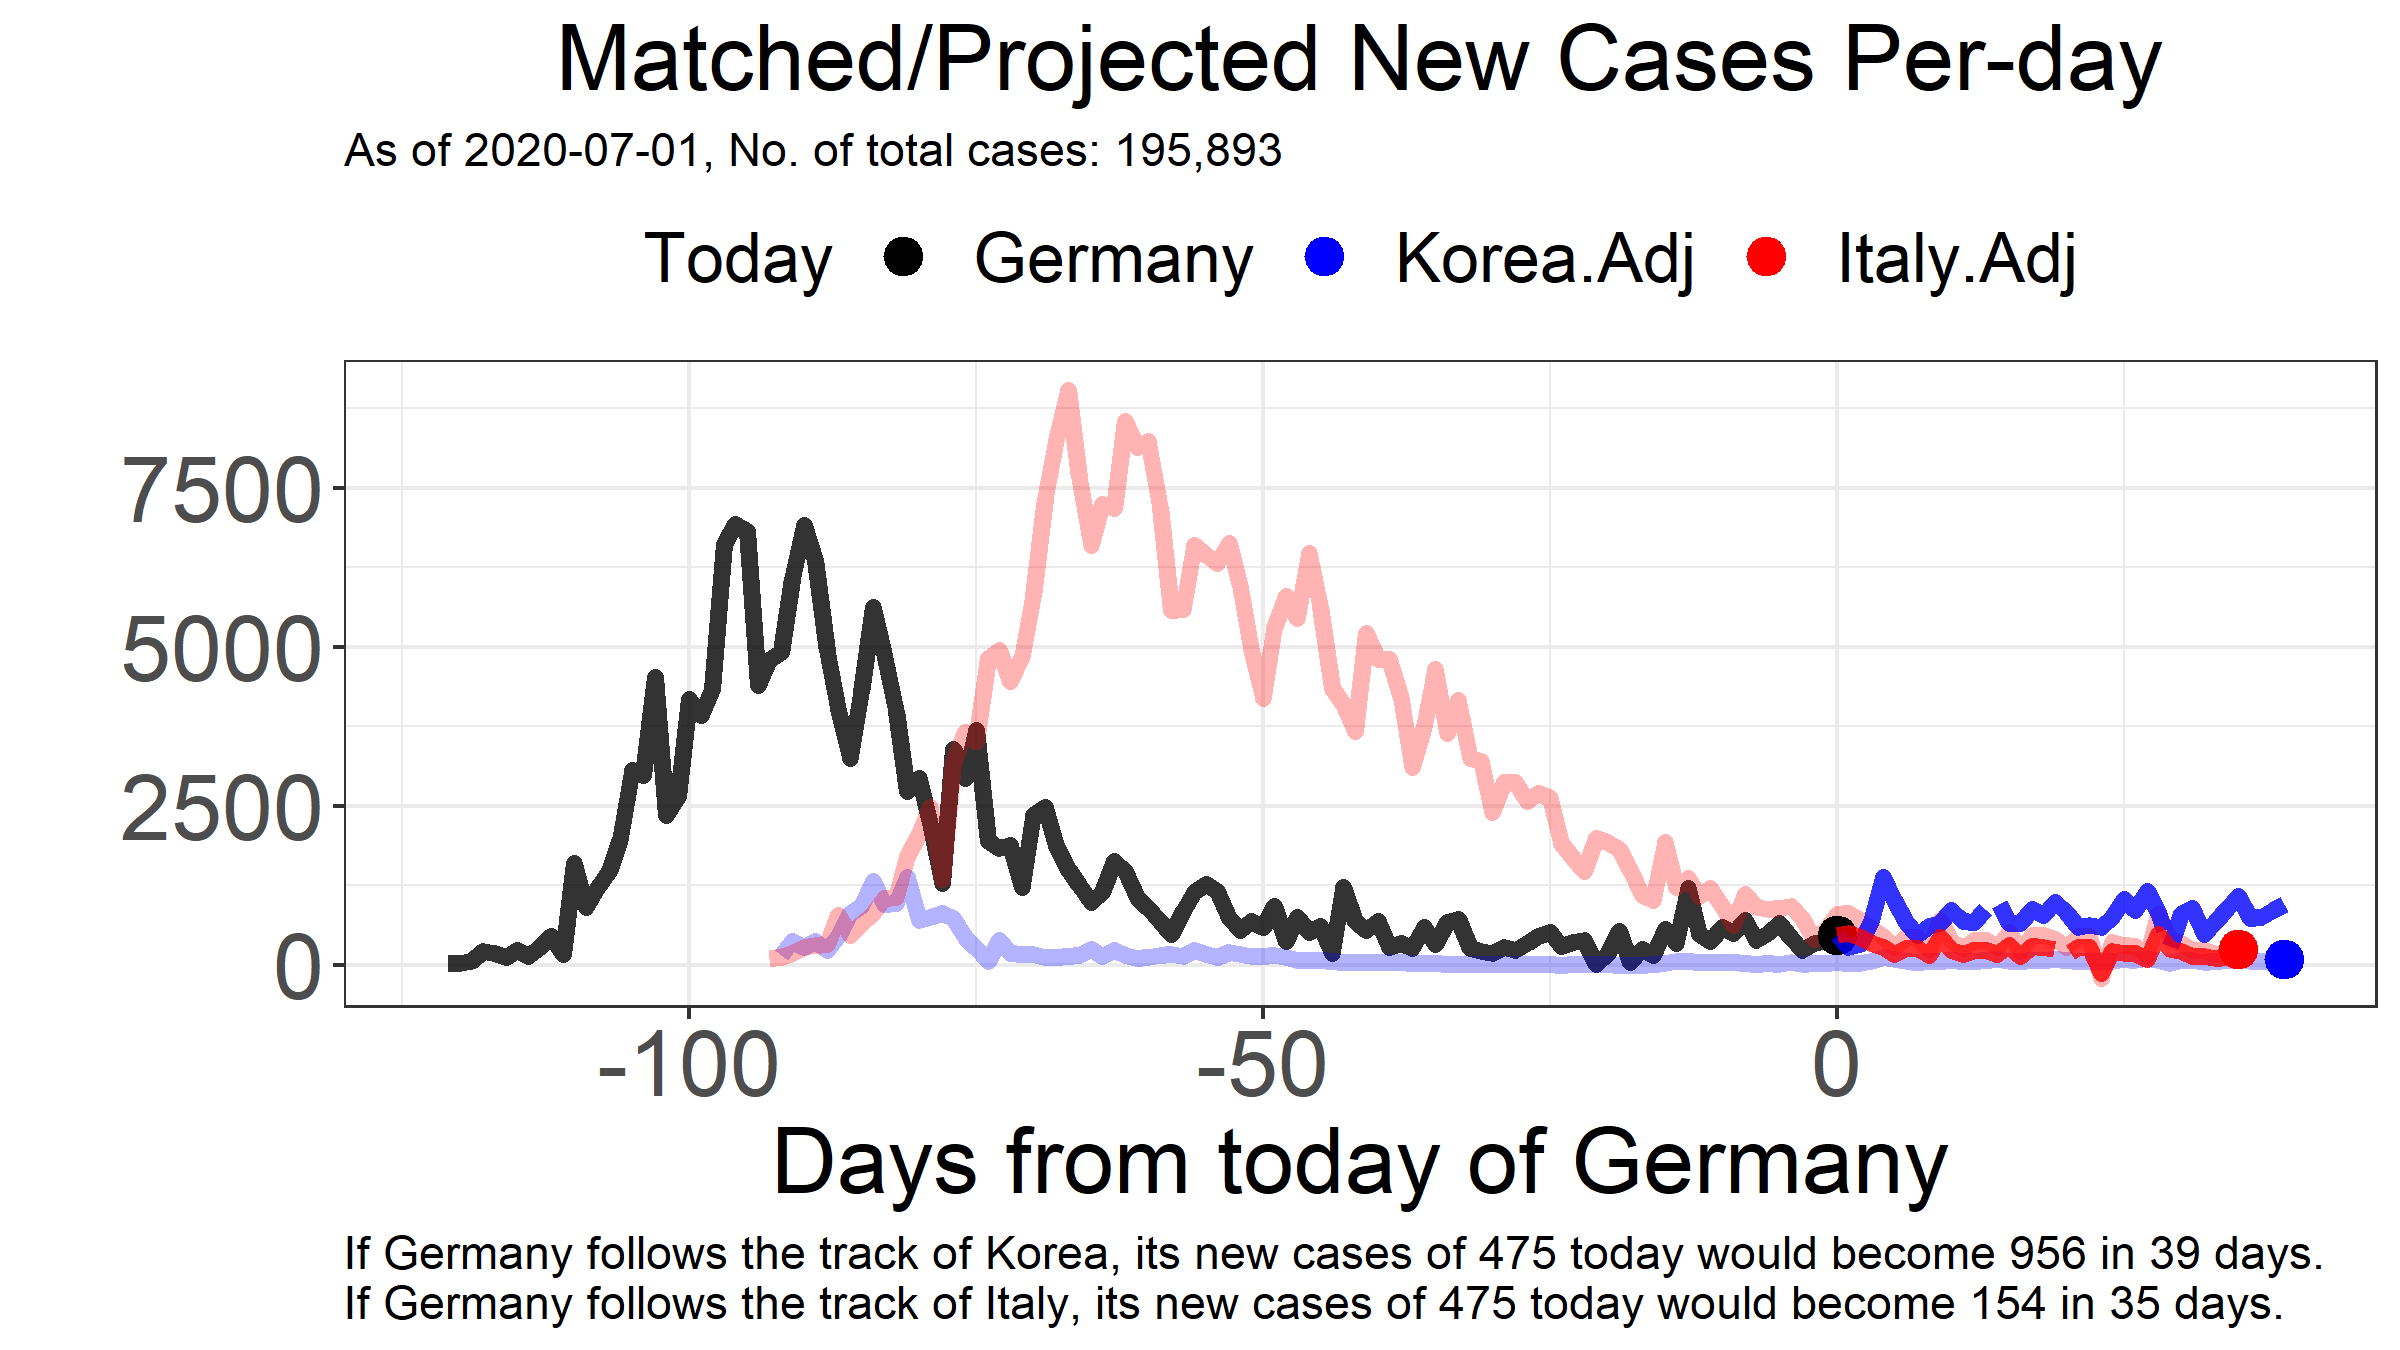 Matched/Projected New Cases Per-day
As of 2020-07-01, No. of total cases: 195,893
Today Germany Korea.Adj Italy.Adj
7500
5000
2500
0
-100 -50 0
Days from today of Germany
If Germany follows the track of Korea, its new cases of 475 today would become 956 in 39 days.
If Germany follows the track of Italy, its new cases of 475 today would become 154 in 35 days.